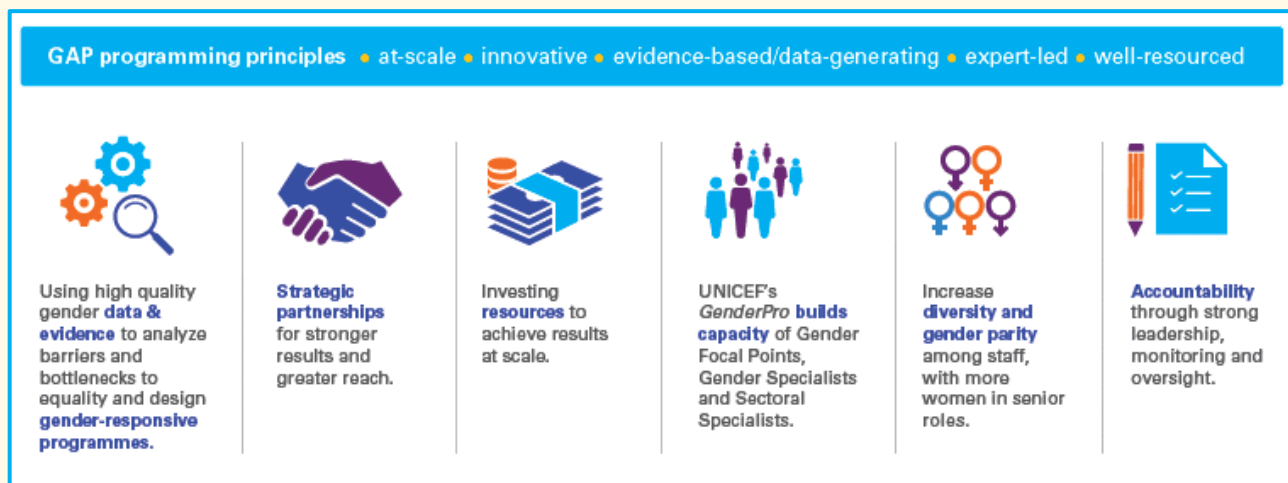 GAP programming principles • at-scale • innovative • evidence-based/data-generating • expert-led • well-resourced
Using high quality
gender data &
evidence to analyze
barriers and
bottlenecks to
equality and design
gender-responsive
programmes.
Strategic
partnerships
for stronger
results and
greater reach.
Investing
resources to
achieve results
at scale.
UNICEF's
GenderPro builds
capacity of Gender
Focal Points,
Gender Specialists
and Sectoral
Specialists.
Increase
diversity and
gender parity
among staff,
with more
women in senior
roles.
Accountability
through strong
leadership,
monitoring and
oversight.